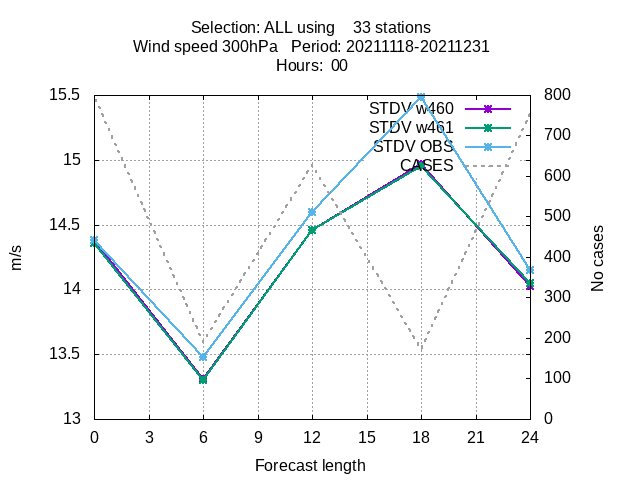 Selection: ALL using    33 stations
Wind speed 300hPa   Period: 20211118-20211231
Hours:  00
STDV w460
STDV w461
STDV OBS
CASES
15.5
15
14.5
14
13.5
13
m/s
800
700
600
500
400
300
200
100
0
No cases
0 3 6 9 12 15 18 21 24
Forecast length